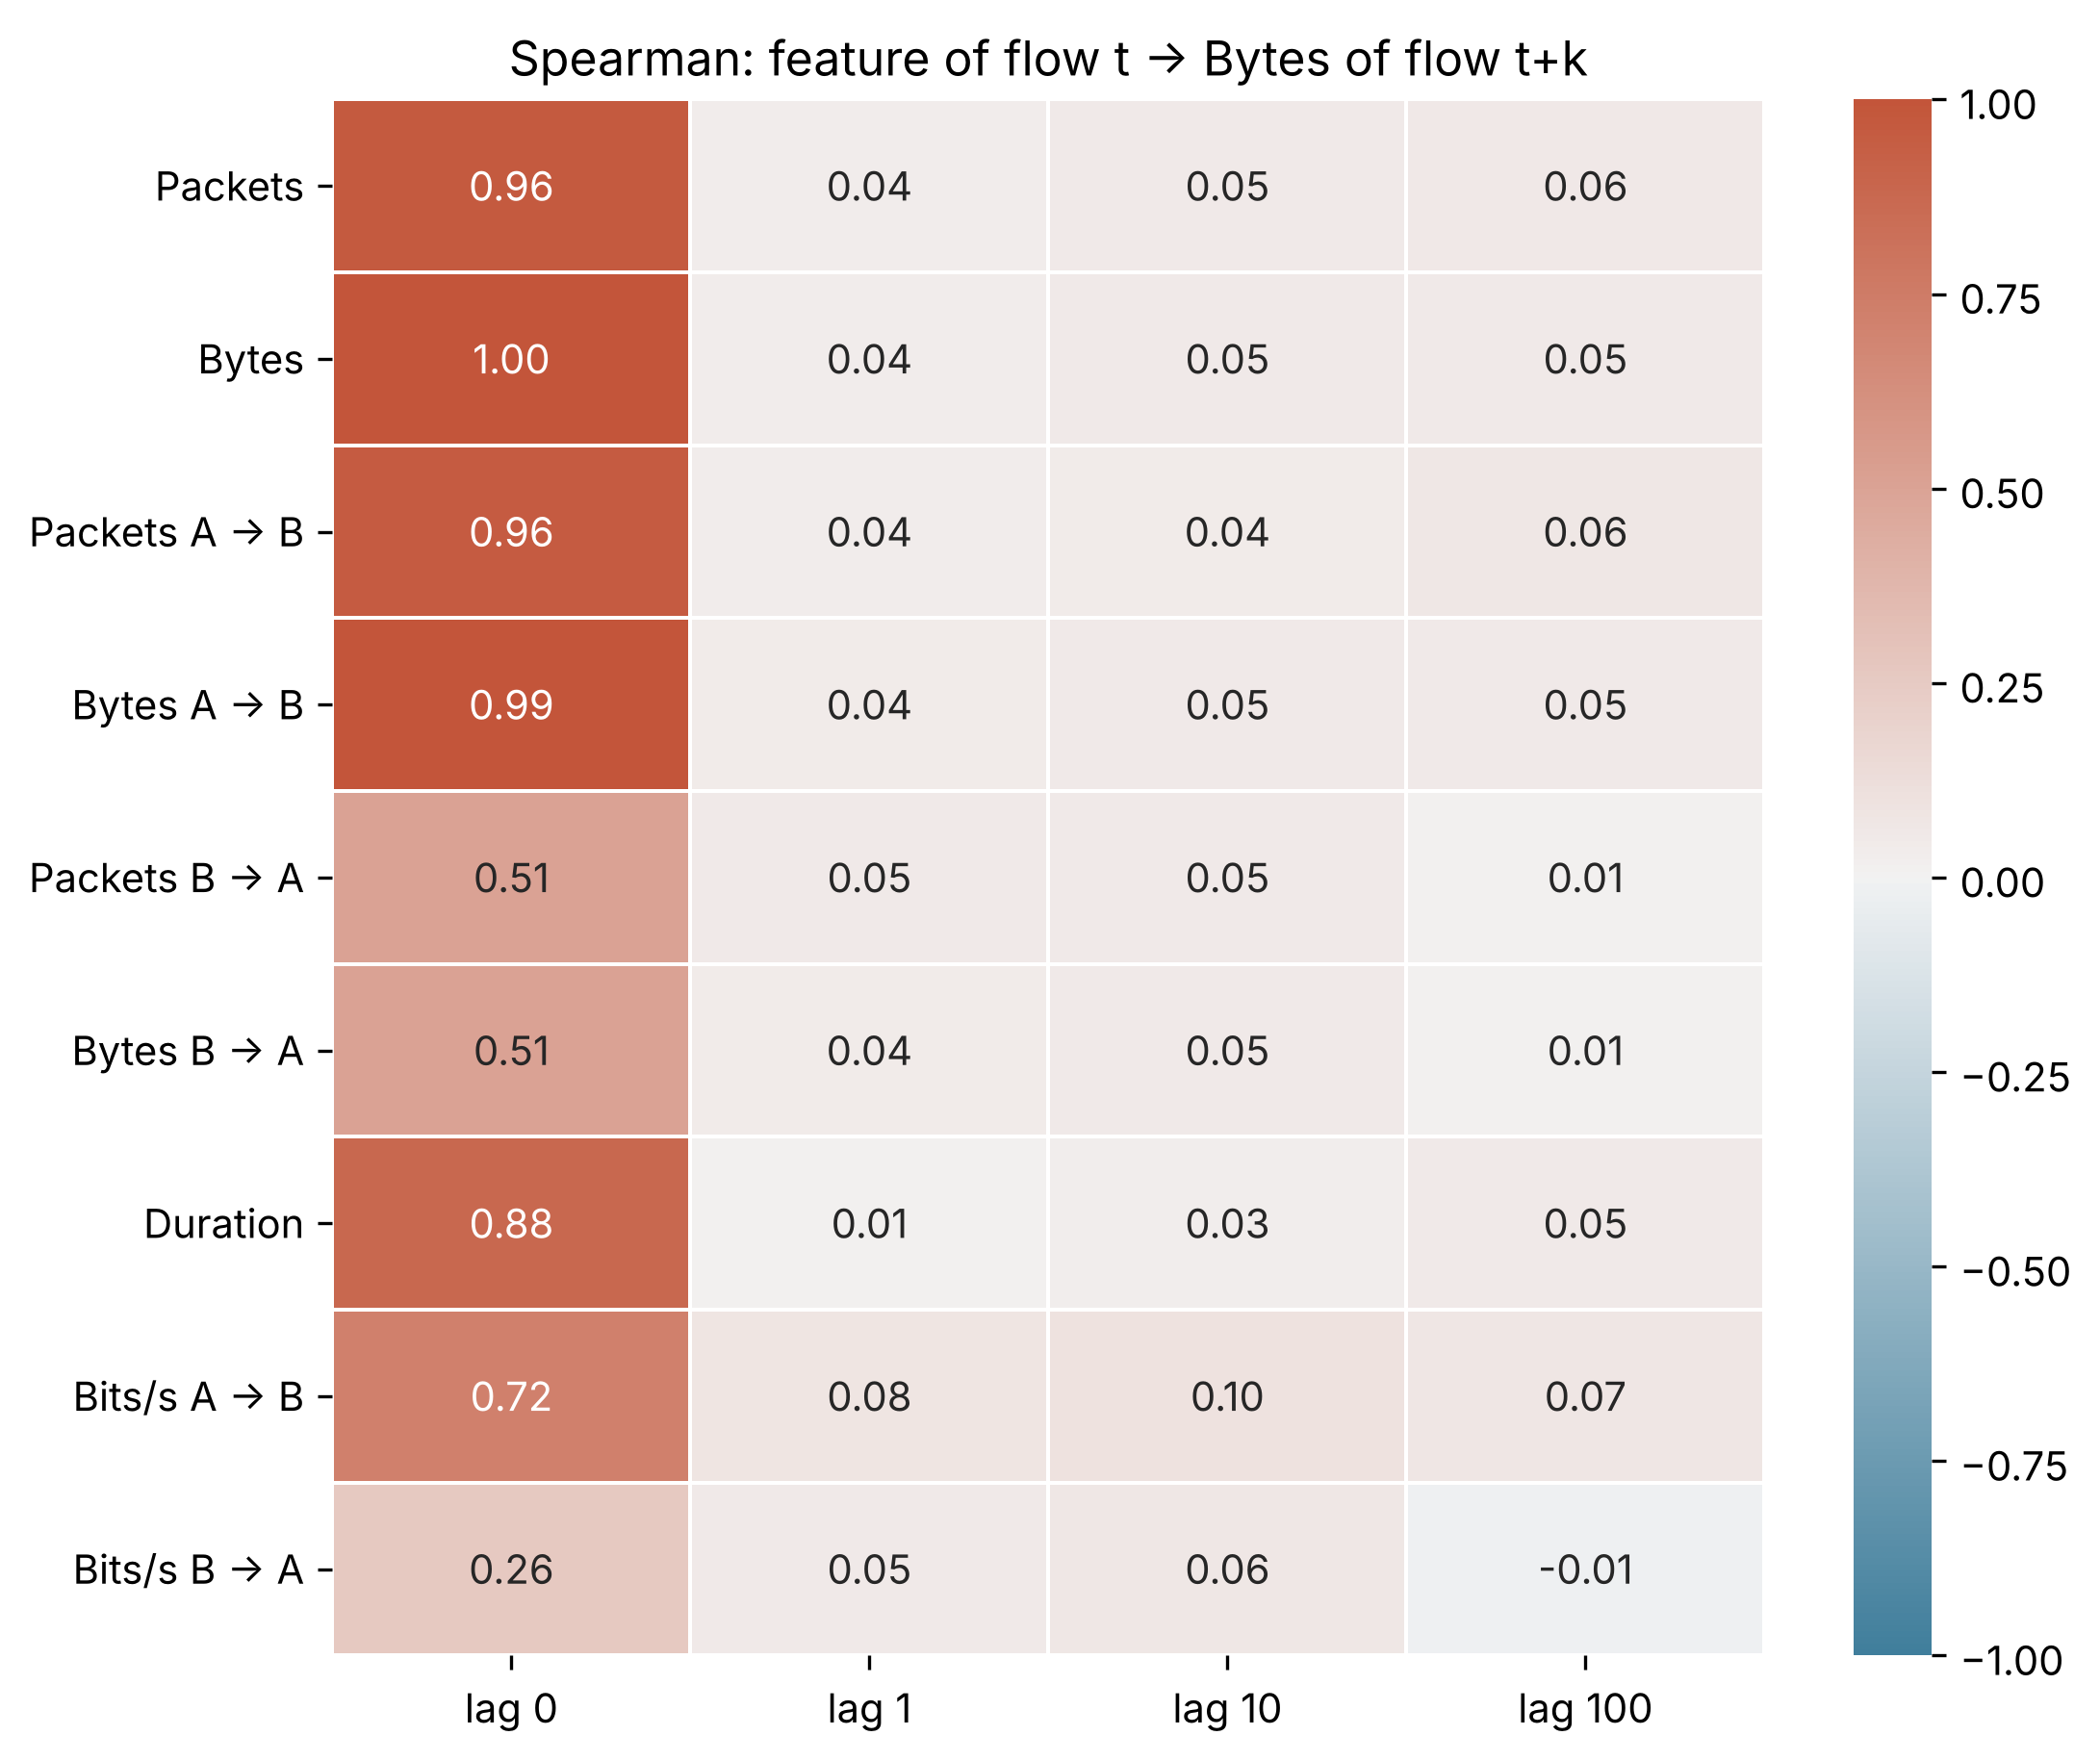 Spearman: feature of flow t → Bytes of flow t+k
Packets 0.96 0.04 0.05 0.06
Bytes 1.00 0.04 0.05 0.05
Packets A → B 0.96 0.04 0.04 0.06
Bytes A → B 0.99 0.04 0.05 0.05
Packets B → A 0.51 0.05 0.05 0.01
Bytes B → A 0.51 0.04 0.05 0.01
Duration 0.88 0.01 0.03 0.05
Bits/s A → B 0.72 0.08 0.10 0.07
Bits/s B → A 0.26 0.05 0.06 -0.01
lag 0 lag 1 lag 10 lag 100
1.00
0.75
0.50
0.25
0.00
−0.25
−0.50
−0.75
−1.00